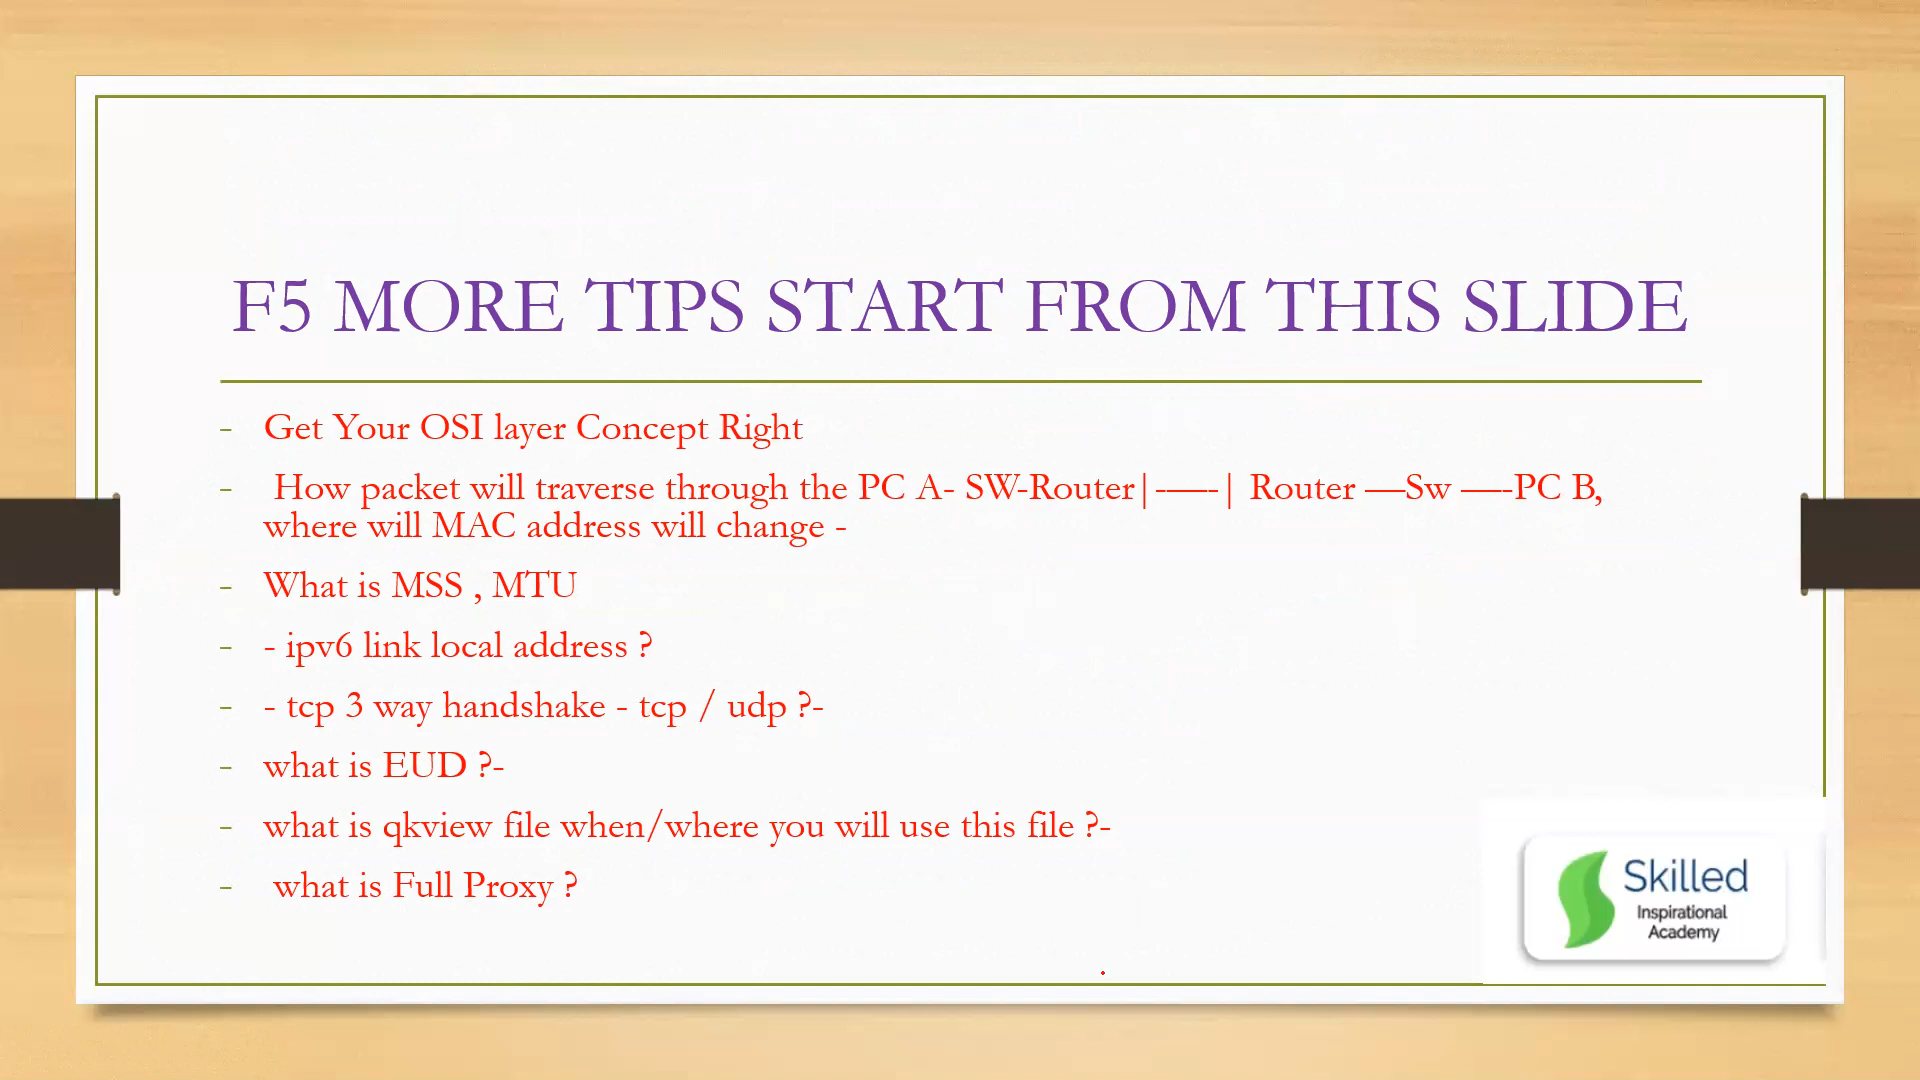 F5 MORE TIPS START FROM THIS SLIDE
- Get Your OSI layer Concept Right
- How packet will traverse through the PC A- SW-Router|-——-| Router —Sw —-PC B,
where will MAC address will change -
- What is MSS , MTU
- - ipv6 link local address ?
- - tcp 3 way handshake - tcp / udp ?-
- what is EUD ?-
- what is qkview file when/where you will use this file ?-
- what is Full Proxy ?
Skilled
Inspirational
Academy